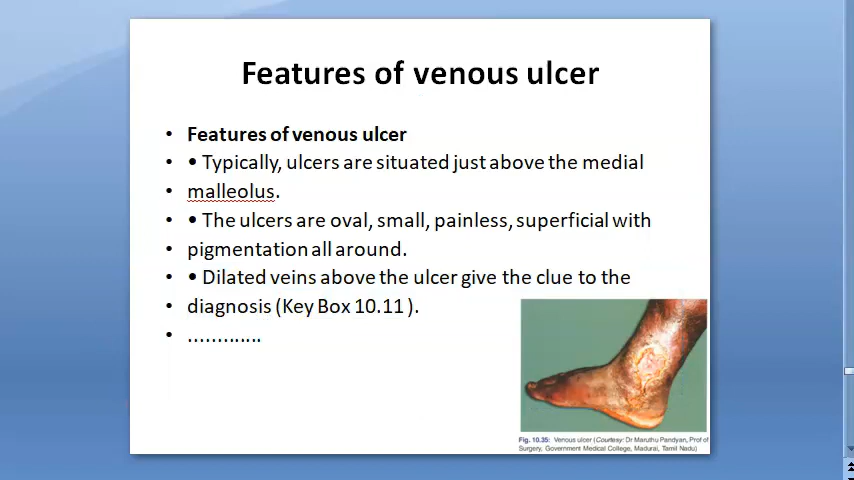 Features of venous ulcer
• Features of venous ulcer
• • Typically, ulcers are situated just above the medial
• malleolus.
• • The ulcers are oval, small, painless, superficial with
• pigmentation all around.
• • Dilated veins above the ulcer give the clue to the
• diagnosis (Key Box 10.11 ).
• .............
Fig. 10.35: Venous ulcer (Courtesy: Dr Maruthu Pandyan, Prof of
Surgery, Government Medical College, Madurai, Tamil Nadu)